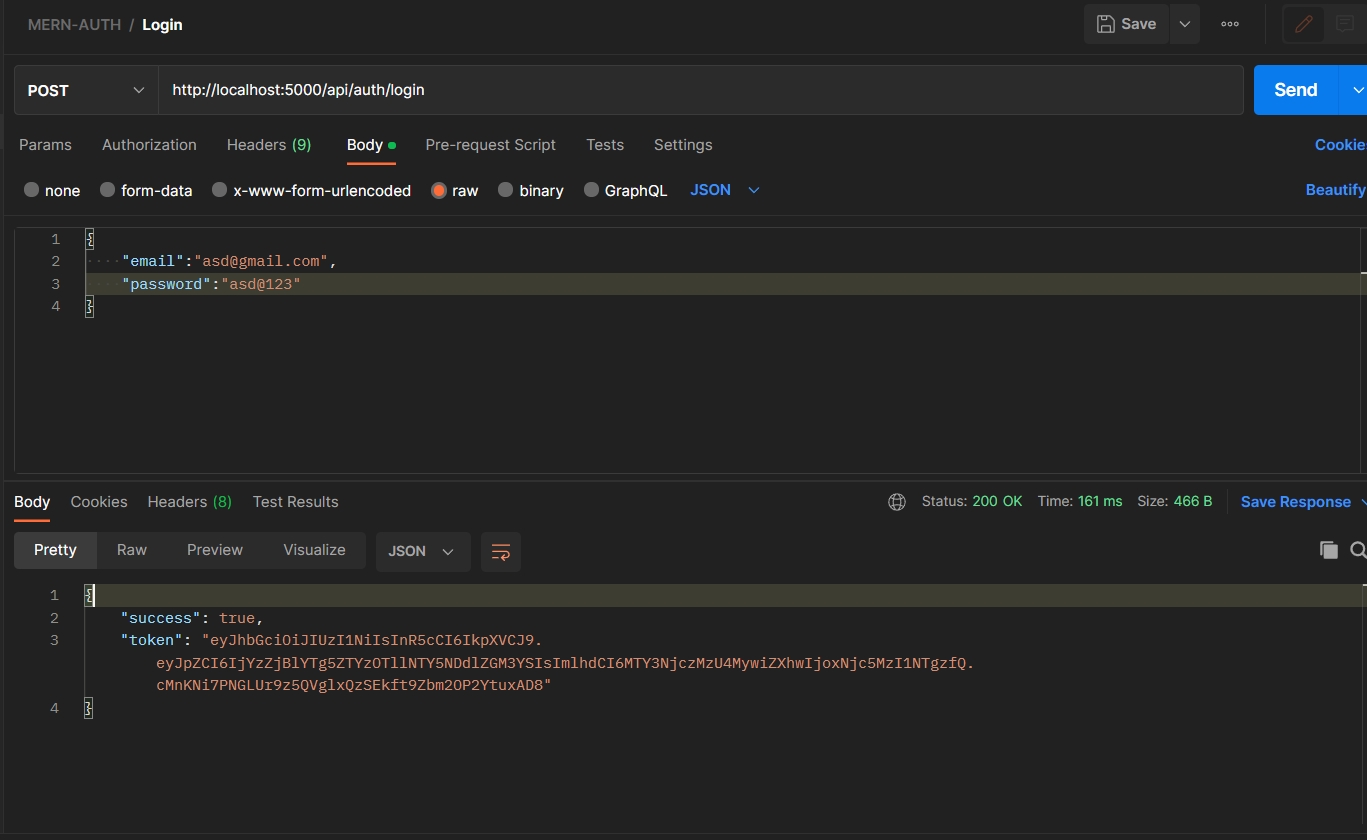 MERN-AUTH / Login
Save
POST
http://localhost:5000/api/auth/login
Send
Params Authorization Headers (9) Body Pre-request Script Tests Settings Cookie
none form-data x-www-form-urlencoded raw binary GraphQL JSON Beautify
1 {
2 "email":"asd@gmail.com",
3 "password":"asd@123"
4 }
Body Cookies Headers (8) Test Results Status: 200 OK Time: 161 ms Size: 466 B Save Response
Pretty Raw Preview Visualize JSON
1 {
2 "success": true,
3 "token": "eyJhbGciOiJIUzI1NiIsInR5cCI6IkpXVCJ9.
eyJpZCI6IjYzZjBlYTg5ZTYzOTllNTY5NDdlZGM3YSIsImlhdCI6MTY3NjczMzU4MywiZXhwIjoxNjc5MzI1NTgzfQ.
cMnKNi7PNGLUr9z5QVglxQzSEkft9Zbm2OP2YtuxAD8"
4 }